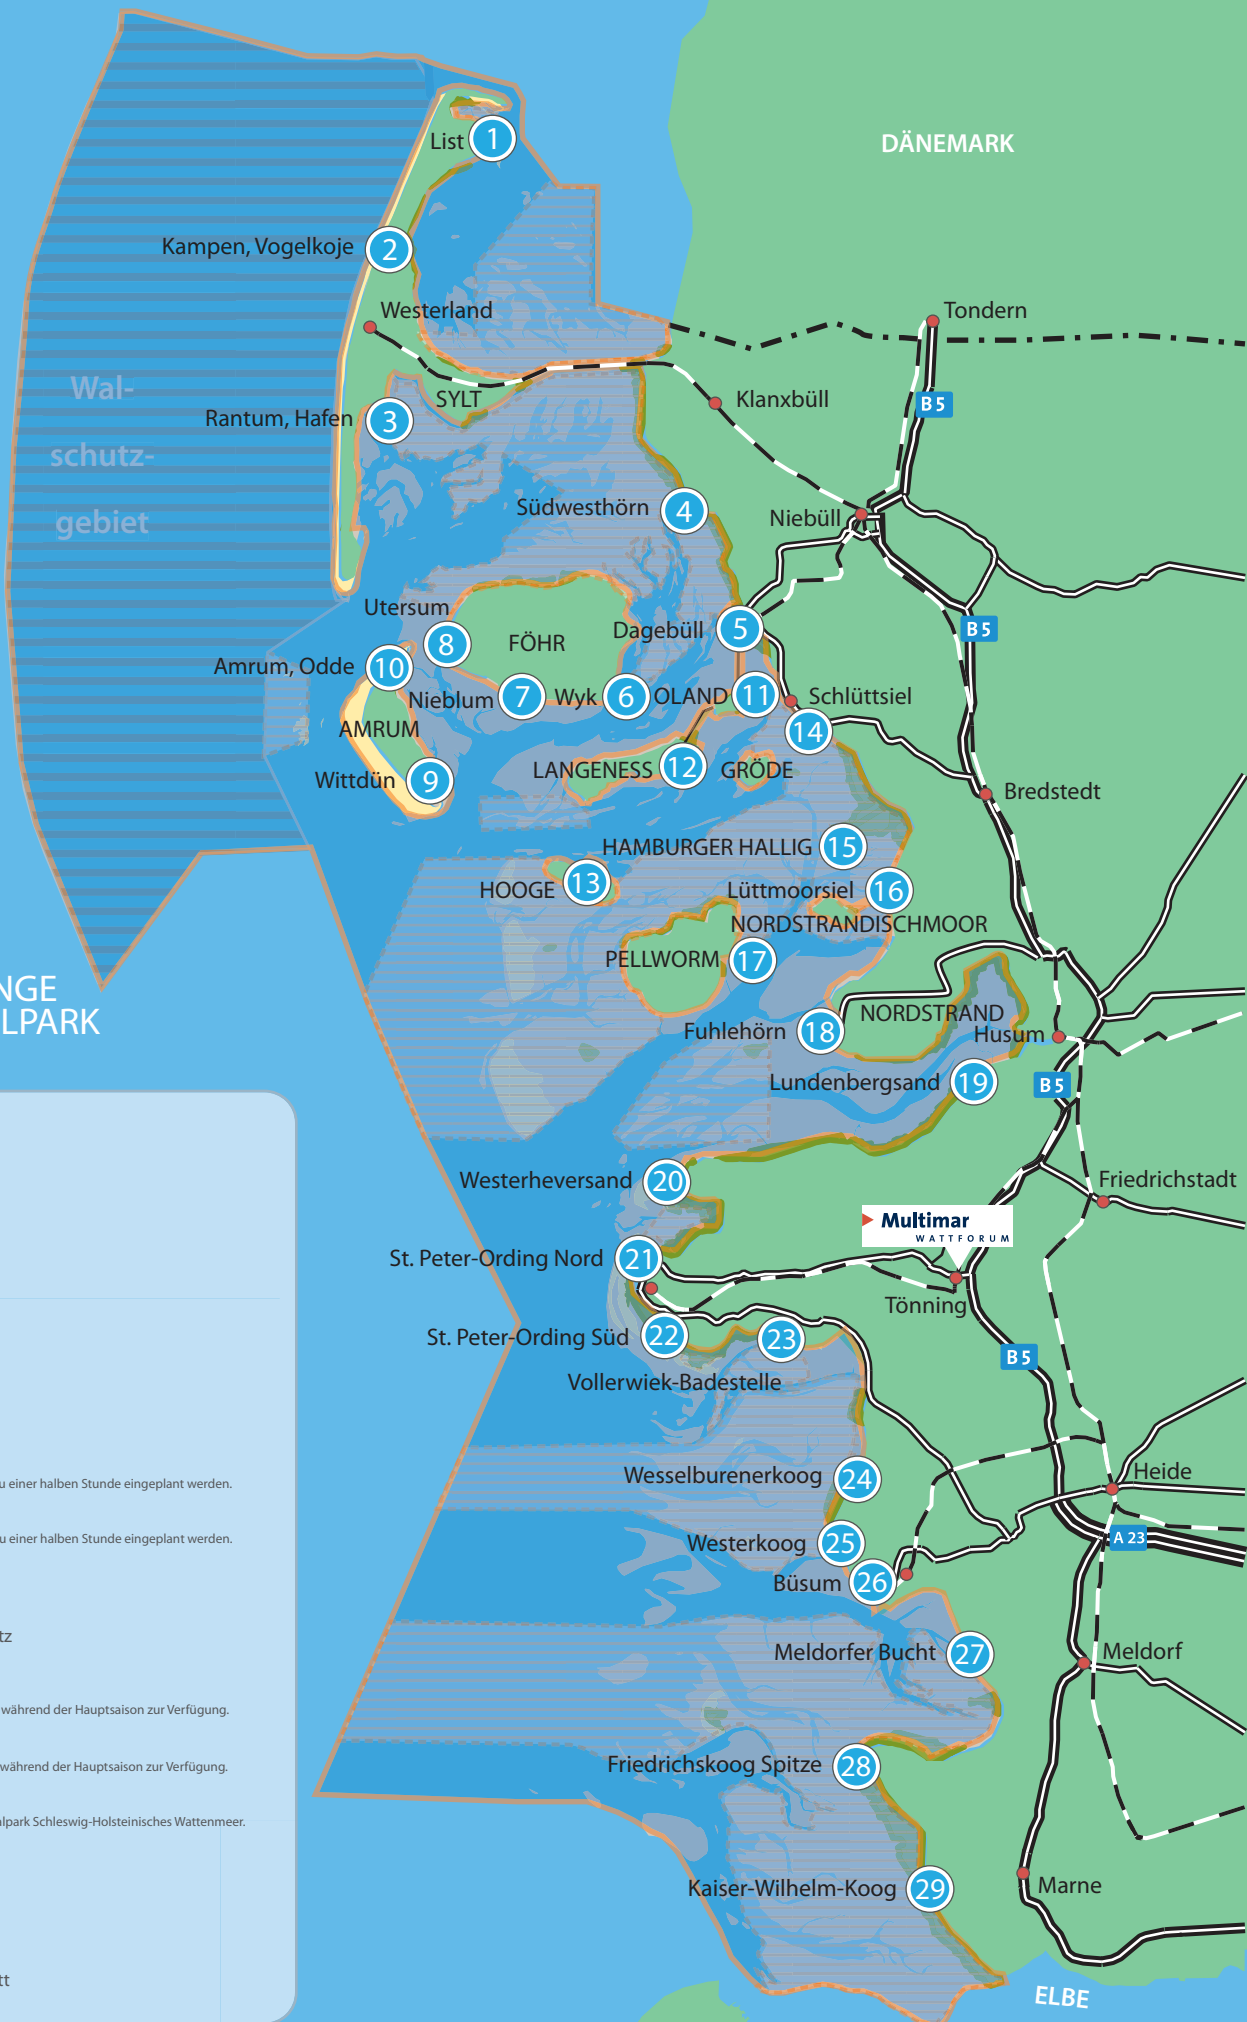 DÄNEMARK
List 1
Kampen, Vogelkoje 2
Westerland
Tondern
Wal-
schutz-
gebiet
SYLT
Klanxbüll
B 5
Rantum, Hafen 3
Südwesthörn 4
Niebüll
Utersum
8
FÖHR
Dagebüll 5
B 5
Amrum, Odde 10
Nieblum 7
Wyk 6
OLAND 11
Schlüttsiel
AMRUM
14
Wittdün 9
LANGENESS 12
GRÖDE
Bredstedt
HAMBURGER HALLIG 15
HOOGE 13
Lüttmoorsiel 16
NORDSTRANDISCHMOOR
PELLWORM 17
NGE
LPARK
NORDSTRAND
Fuhlehörn 18
Husum
Lundenbergsand 19
B 5
Westerheversand 20
Friedrichstadt
Multimar
WATTFORUM
St. Peter-Ording Nord 21
Tönning
St. Peter-Ording Süd 22
23
Vollerwiek-Badestelle
B 5
Wesselburenerkoog 24
Heide
u einer halben Stunde eingeplant werden.
u einer halben Stunde eingeplant werden.
Westerkoog 25
A 23
Büsum 26
tz
Meldorfer Bucht 27
Meldorf
während der Hauptsaison zur Verfügung.
während der Hauptsaison zur Verfügung.
Friedrichskoog Spitze 28
alpark Schleswig-Holsteinisches Wattenmeer.
Kaiser-Wilhelm-Koog 29
Marne
tt
ELBE